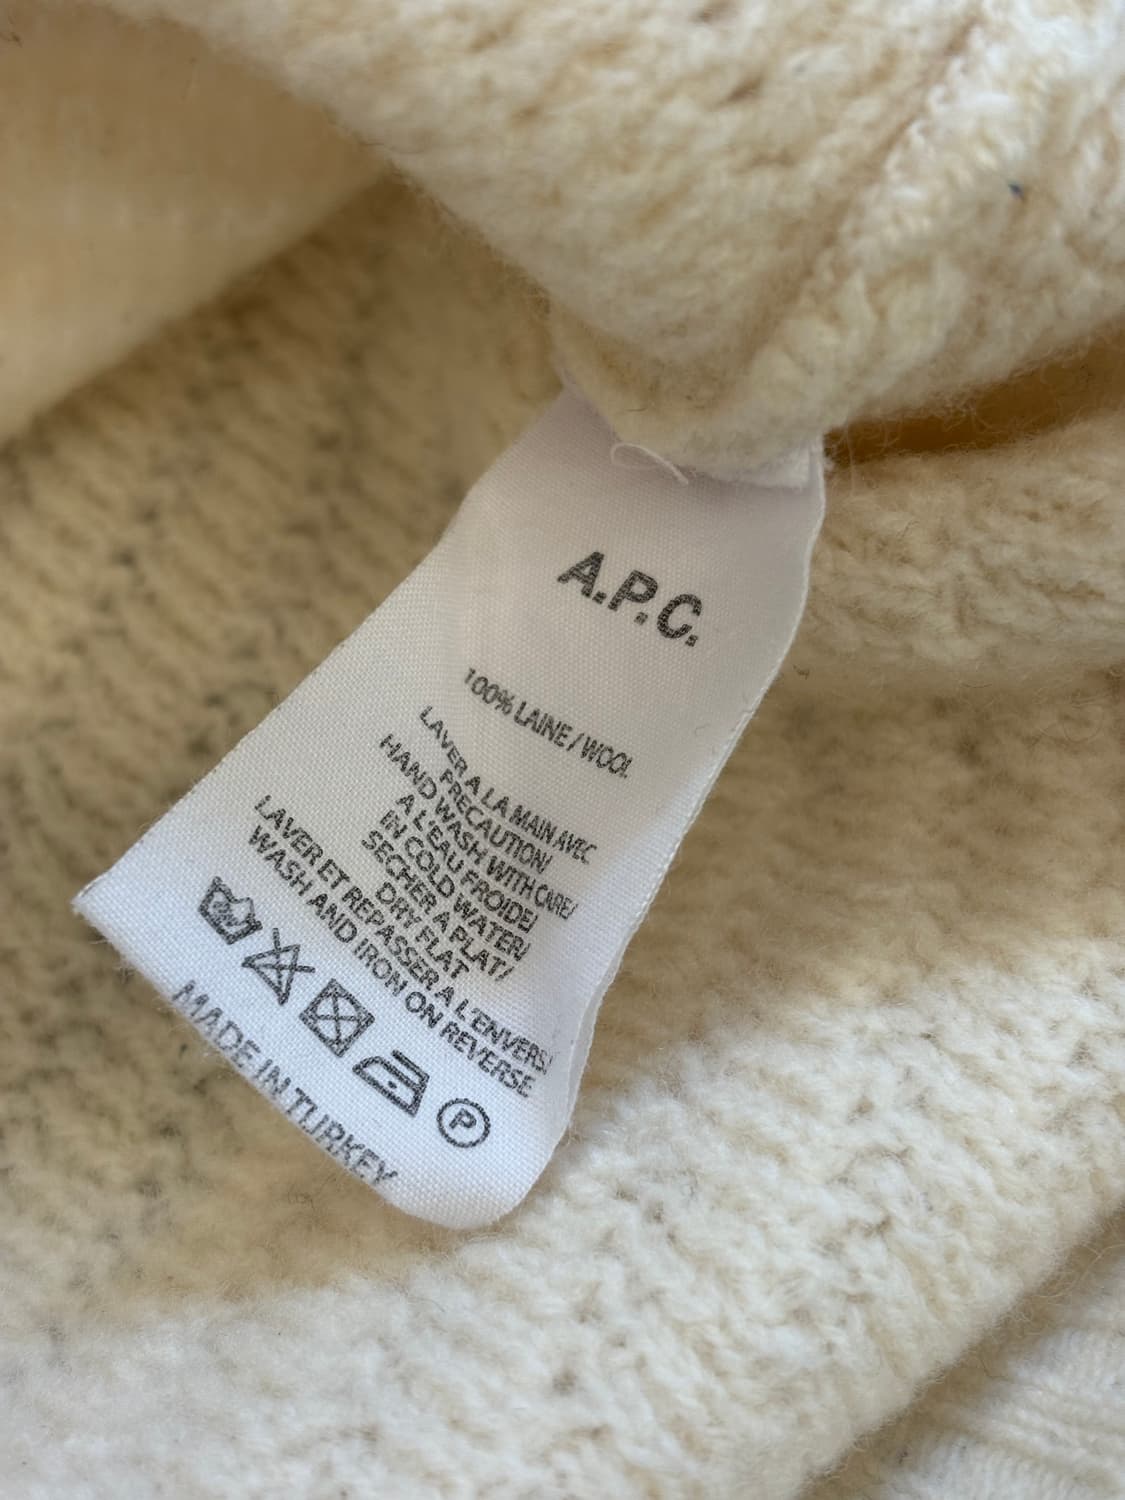 A.P.C.
100% LAINE / WOOL
LAVER A LA MAIN AVEC
PRECAUTION/
HAND WASH WITH CARE/
A L'EAU FROIDE/
IN COLD WATER/
SECHER A PLAT/
DRY FLAT
LAVER ET REPASSER A L'ENVERS/
WASH AND IRON ON REVERSE
P
MADE IN TURKEY